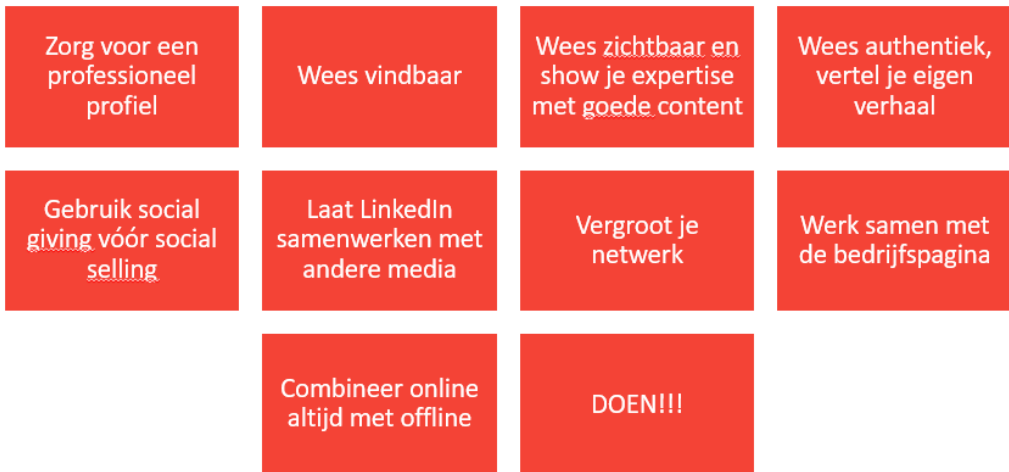 Zorg voor een
professioneel
profiel
Wees vindbaar
Wees zichtbaar en
show je expertise
met goede content
Wees authentiek,
vertel je eigen
verhaal
Gebruik social
giving vóór social
selling
Laat LinkedIn
samenwerken met
andere media
Vergroot je
netwerk
Werk samen met
de bedrijfspagina
Combineer online
altijd met offline
DOEN!!!